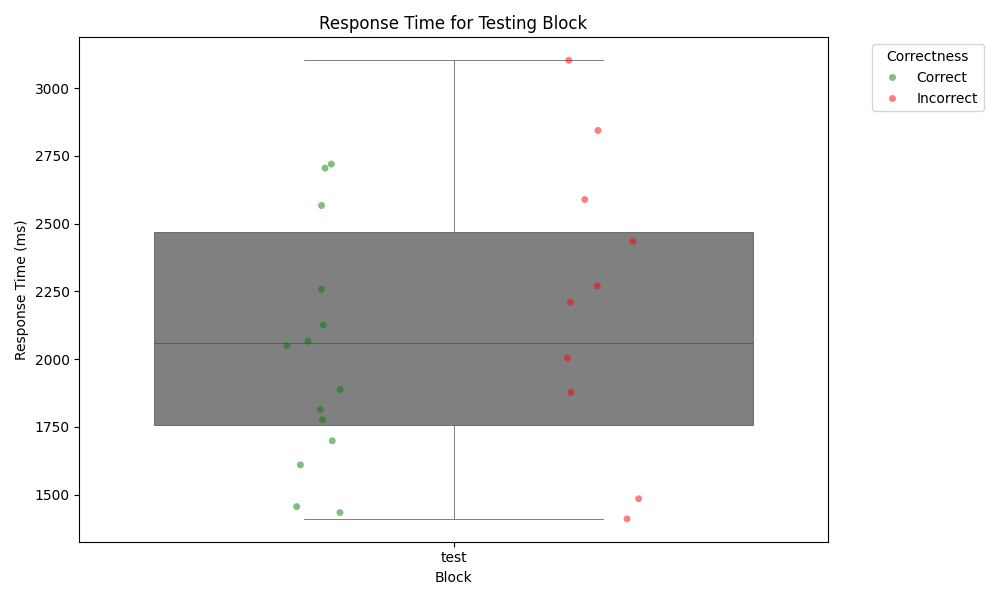 Response Time for Testing Block
Correctness
Correct
Incorrect
Response Time (ms)
3000
2750
2500
2250
2000
1750
1500
test
Block